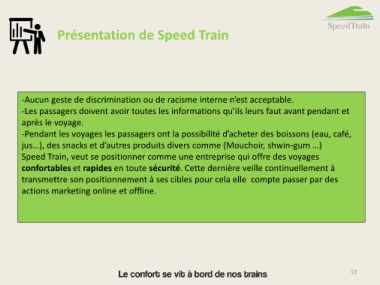 SpeedTrain
Présentation de Speed Train
-Aucun geste de discrimination ou de racisme interne n'est acceptable.
-Les passagers doivent avoir toutes les informations qu'ils leurs faut avant pendant et
après le voyage.
-Pendant les voyages les passagers ont la possibilité d'acheter des boissons (eau, café,
jus…), des snacks et d'autres produits divers comme (Mouchoir, shwin-gum …)
Speed Train, veut se positionner comme une entreprise qui offre des voyages
confortables et rapides en toute sécurité. Cette dernière veille continuellement à
transmettre son positionnement à ses cibles pour cela elle compte passer par des
actions marketing online et offline.
Le confort se vit à bord de nos trains
12